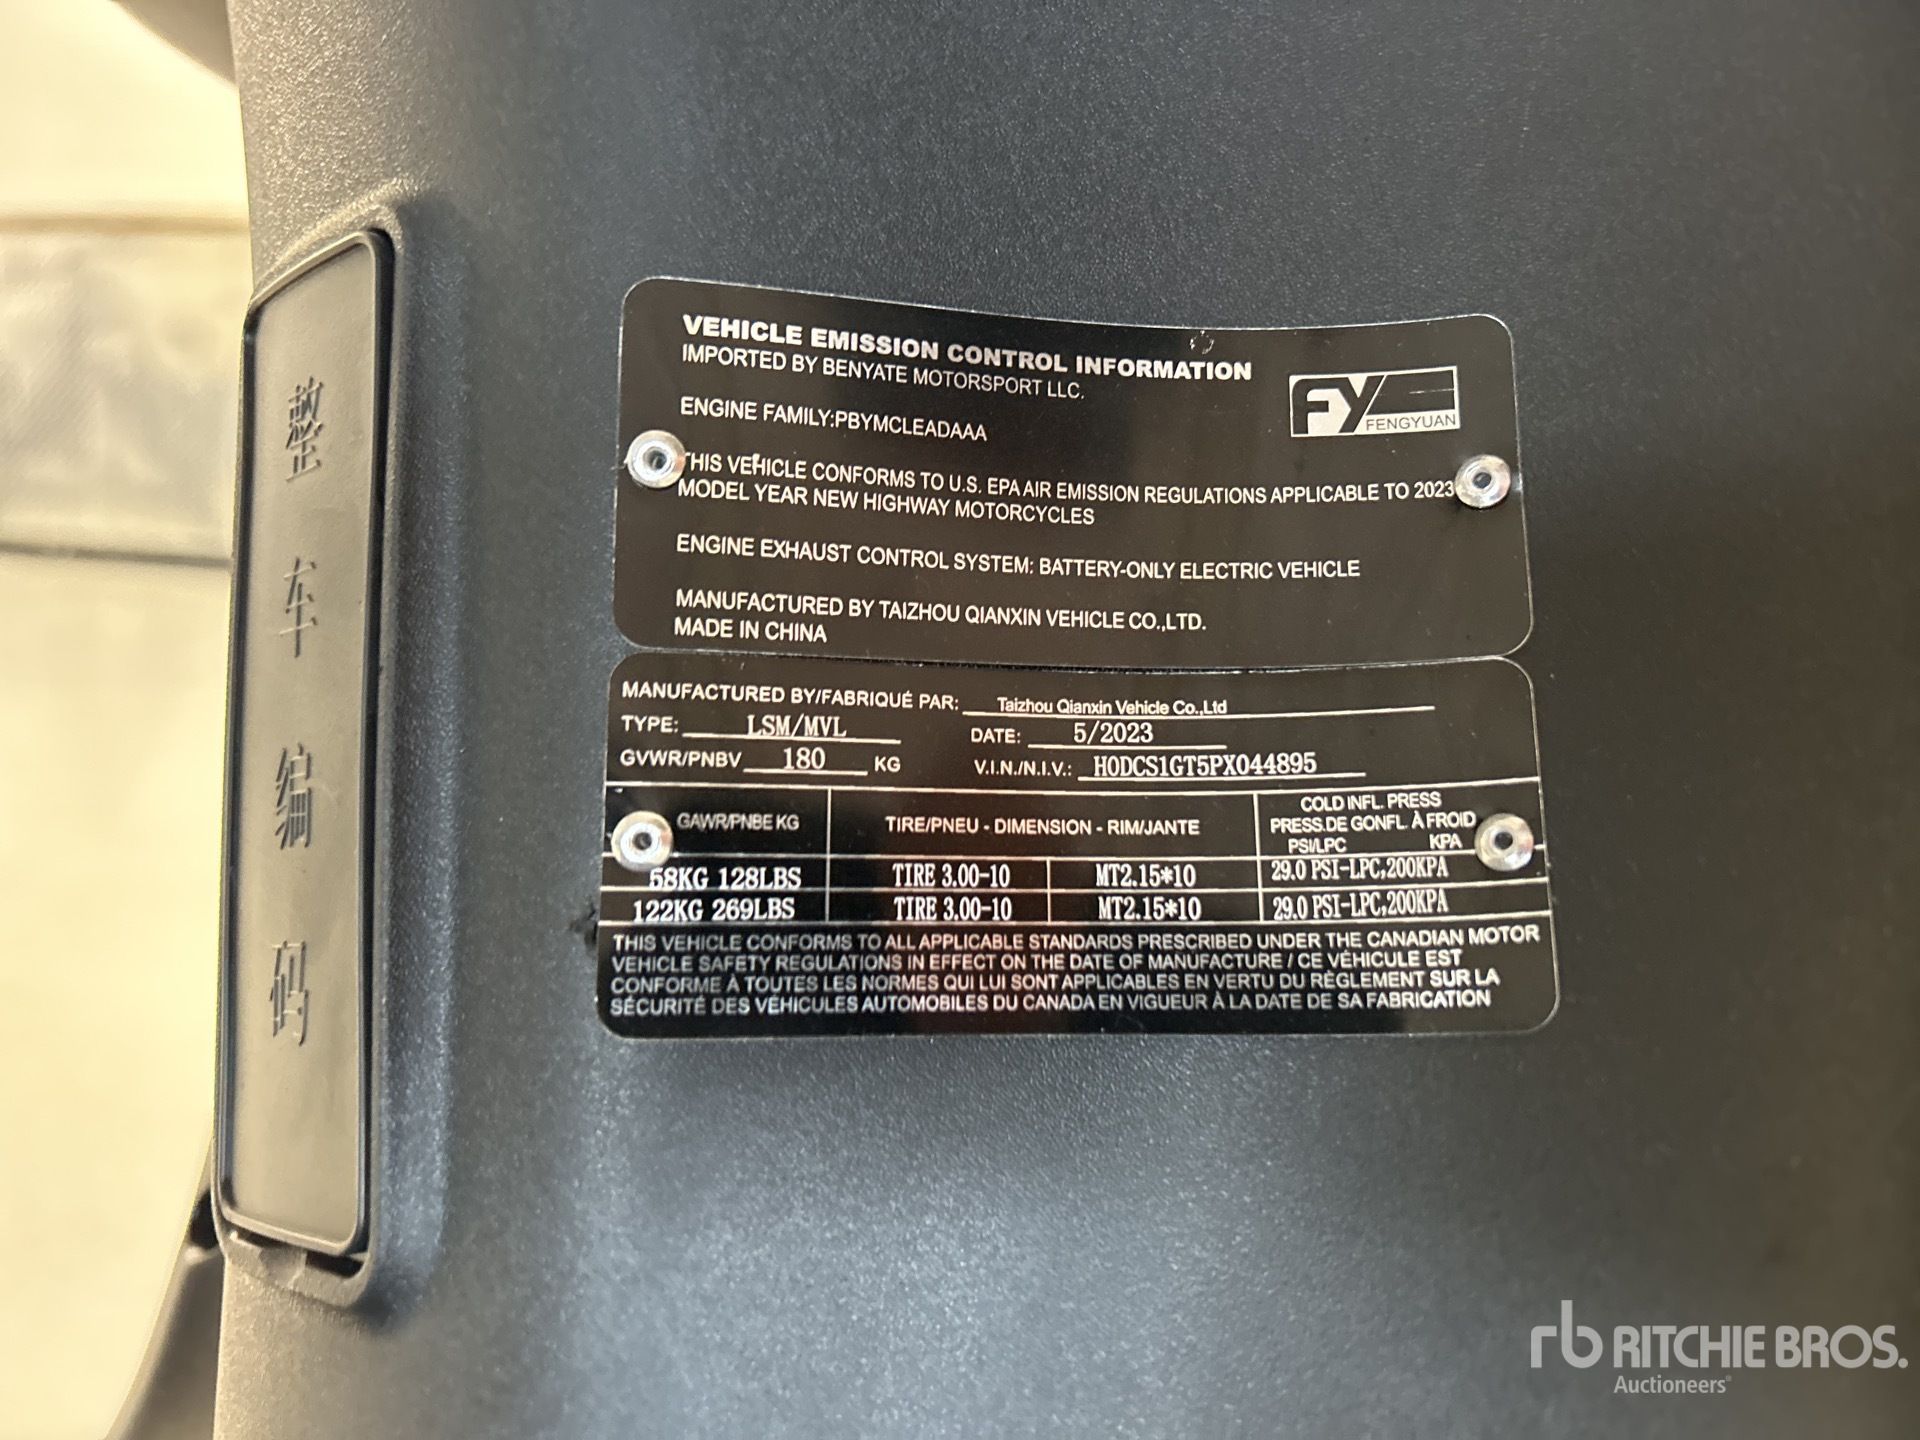 整车编码
VEHICLE EMISSION CONTROL INFORMATION
IMPORTED BY BENYATE MOTORSPORT LLC.
ENGINE FAMILY:PBYMCLEADAAA
FY
FENGYUAN
THIS VEHICLE CONFORMS TO U.S. EPA AIR EMISSION REGULATIONS APPLICABLE TO 2023
MODEL YEAR NEW HIGHWAY MOTORCYCLES
ENGINE EXHAUST CONTROL SYSTEM: BATTERY-ONLY ELECTRIC VEHICLE
MANUFACTURED BY TAIZHOU QIANXIN VEHICLE CO.,LTD.
MADE IN CHINA
MANUFACTURED BY/FABRIQUÉ PAR: Taizhou Qianxin Vehicle Co.,Ltd
TYPE: LSM/MVL DATE: 5/2023
GVWR/PNBV 180 KG V.I.N./N.I.V.: H0DCS1GT5PX044895
GAWR/PNBE KG TIRE/PNEU - DIMENSION - RIM/JANTE COLD INFL. PRESS
PRESS.DE GONFL. À FROID
PSI/LPC KPA
58KG 128LBS TIRE 3.00-10 MT2.15*10 29.0 PSI-LPC,200KPA
122KG 269LBS TIRE 3.00-10 MT2.15*10 29.0 PSI-LPC,200KPA
THIS VEHICLE CONFORMS TO ALL APPLICABLE STANDARDS PRESCRIBED UNDER THE CANADIAN MOTOR
VEHICLE SAFETY REGULATIONS IN EFFECT ON THE DATE OF MANUFACTURE / CE VÉHICULE EST
CONFORME À TOUTES LES NORMES QUI LUI SONT APPLICABLES EN VERTU DU RÈGLEMENT SUR LA
SÉCURITÉ DES VÉHICULES AUTOMOBILES DU CANADA EN VIGUEUR À LA DATE DE SA FABRICATION
rb RITCHIE BROS.
Auctioneers